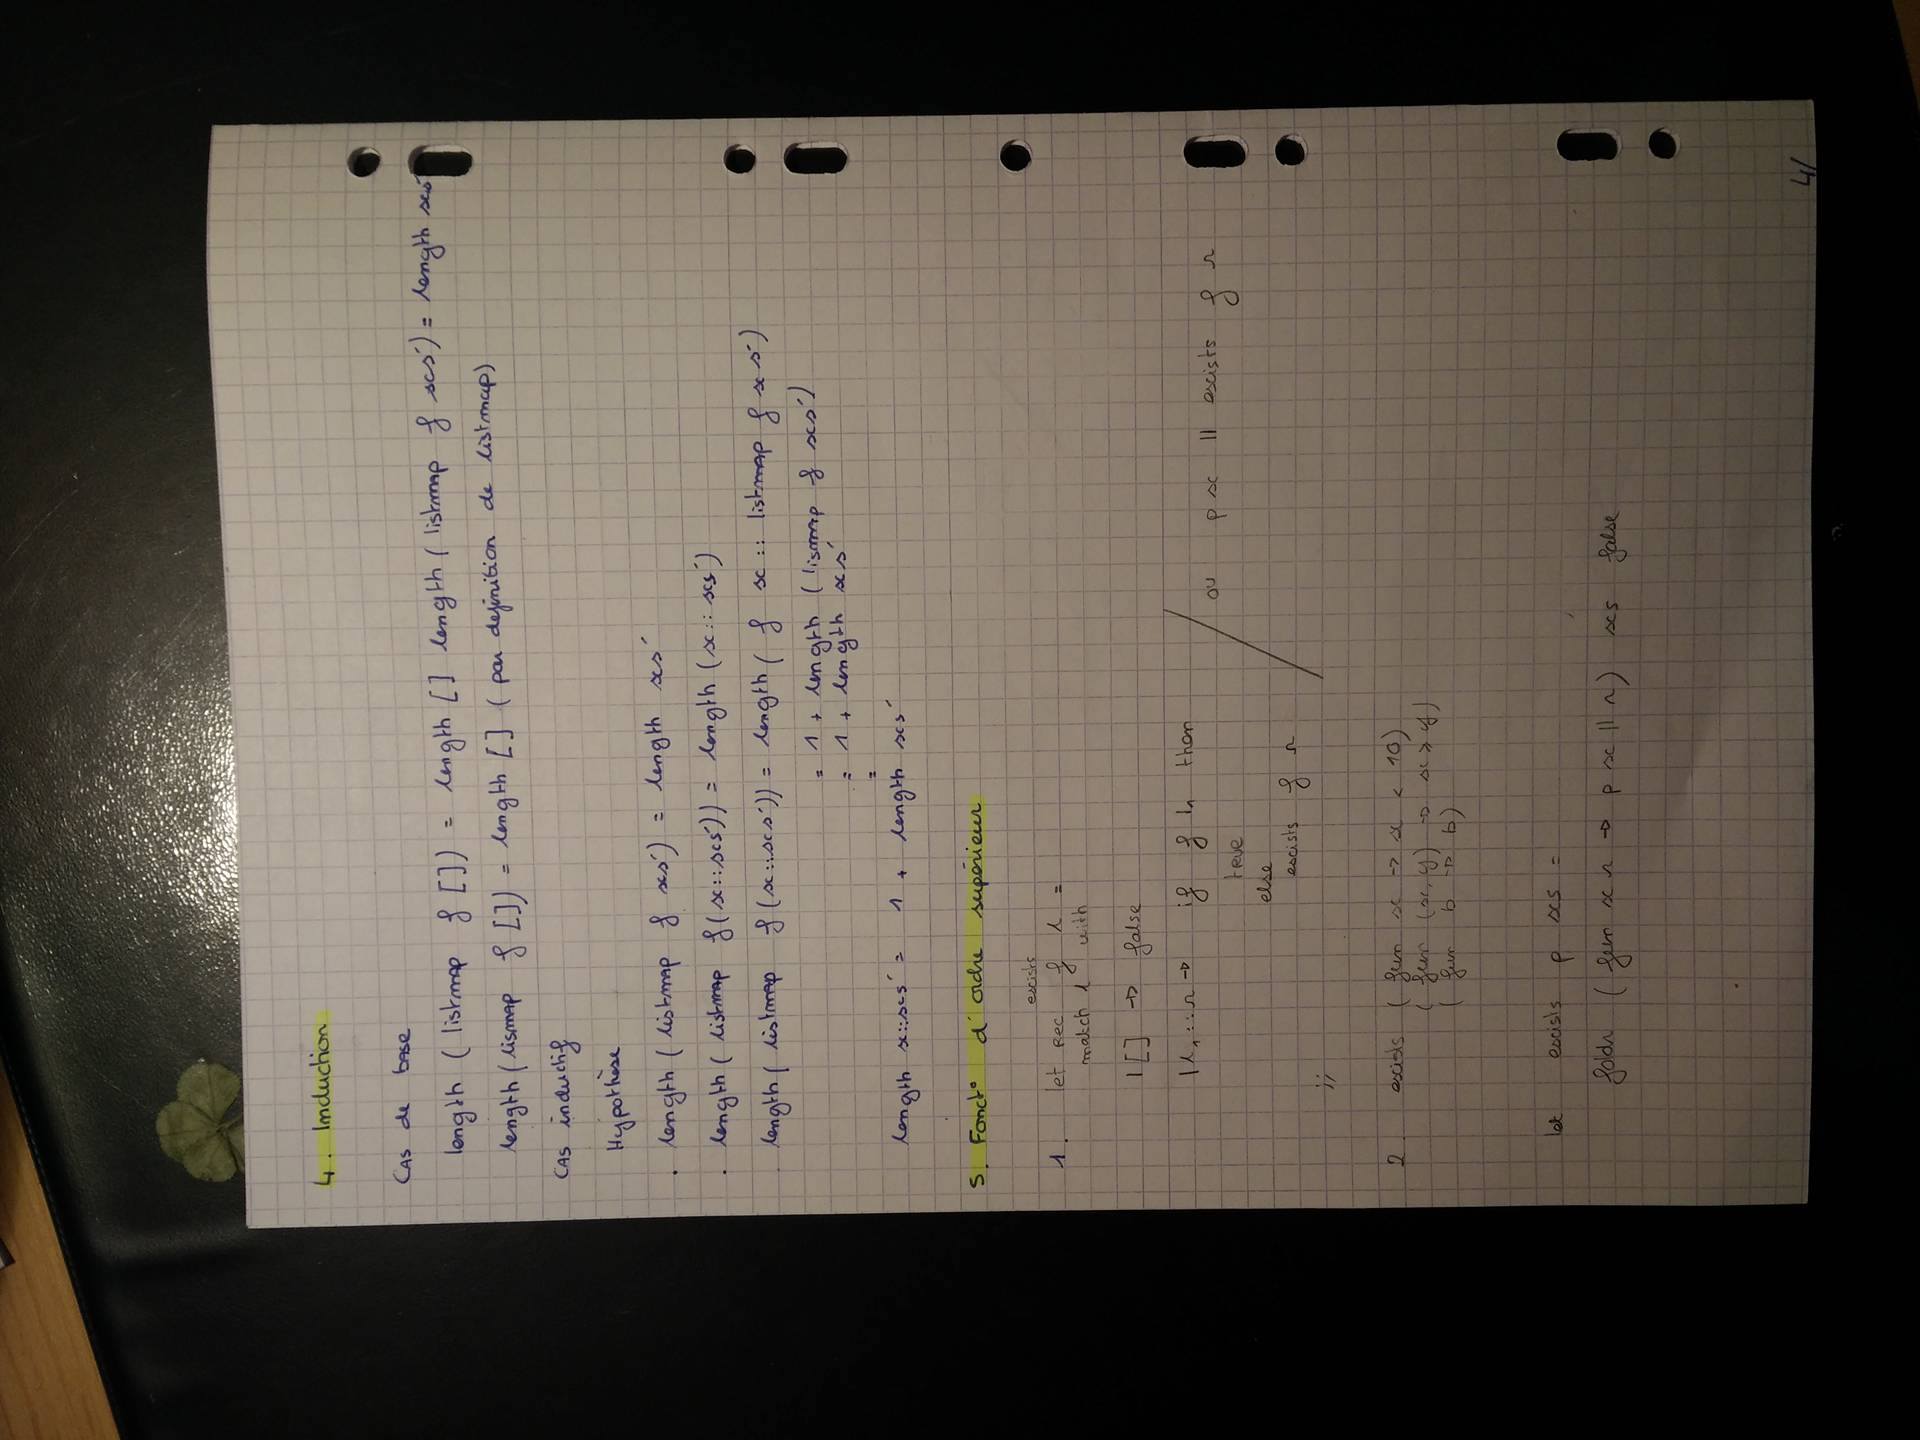 4. Induction
Cas de base
length (listmap f []) = length [] length (listmap f xs') = length xs'
length (lismap f []) = length [] (par definition de listmap)
Cas inductif
Hypothèse
. length (listmap f xs') = length xs'
. length (listmap f(x::xs')) = length (x::xs')
. length (listmap f(x::xs')) = length (f x :: listmap f xs')
= 1 + length (lismap f xs')
= 1 + length xs'
=
length x::xs' = 1 + length xs'
5. Fonct° d'ordre supérieur
1. let rec exists f l =
match l with
| [] -> false
| h::r -> if f h then / ou p x || exists f r
true
else
exists f r
;;
2 exists (fun x -> x < 10)
(fun (x,y) -> x > y)
(fun b -> b)
let exists p xs =
foldr (fun x r -> p x || r) xs false
4/